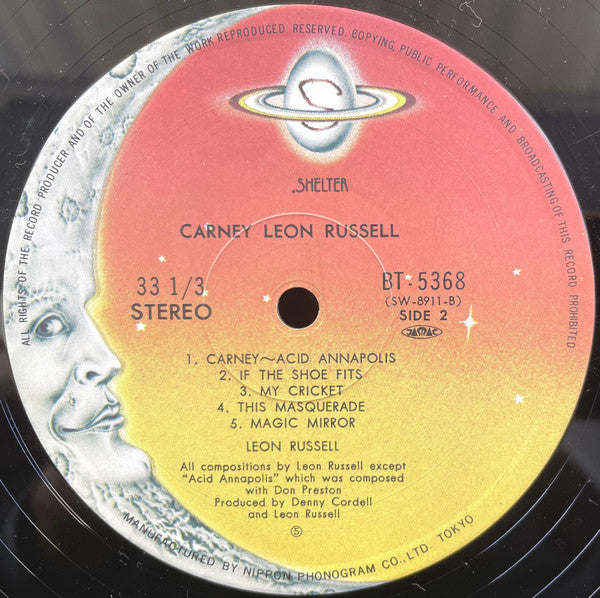 ALL RIGHTS OF THE RECORD PRODUCER AND OF THE OWNER OF THE WORK REPRODUCED RESERVED. COPYING, PUBLIC PERFORMANCE AND BROADCASTING OF THIS RECORD PROHIBITED
S
SHELTER
CARNEY LEON RUSSELL
33 1/3
STEREO
BT-5368
(SW-8911-B)
SIDE 2
JASRAC
1. CARNEY~ACID ANNAPOLIS
2. IF THE SHOE FITS
3. MY CRICKET
4. THIS MASQUERADE
5. MAGIC MIRROR
LEON RUSSELL
All compositions by Leon Russell except
"Acid Annapolis" which was composed
with Don Preston
Produced by Denny Cordell
and Leon Russell
⑤
MANUFACTURED BY NIPPON PHONOGRAM CO., LTD. TOKYO